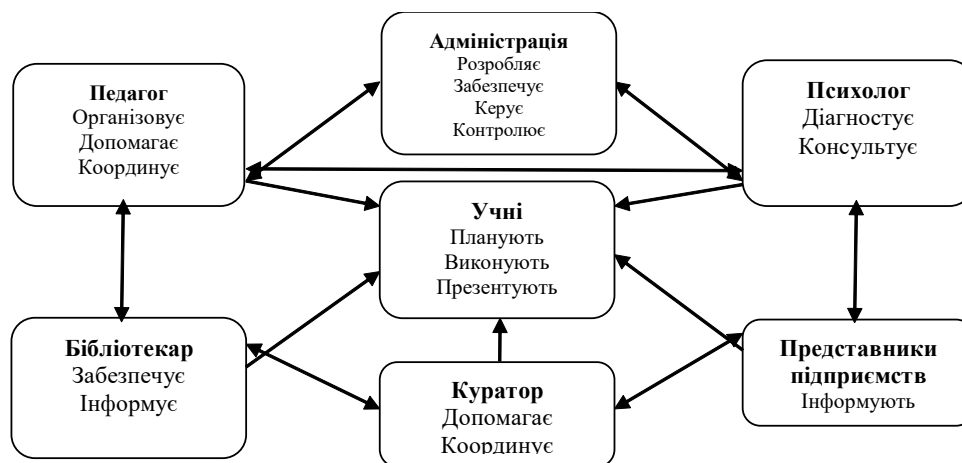 Адміністрація
Розробляє
Забезпечує
Керує
Контролює
Педагог
Організовує
Допомагає
Координує
Психолог
Діагностує
Консультує
Учні
Планують
Виконують
Презентують
Бібліотекар
Забезпечує
Інформує
Куратор
Допомагає
Координує
Представники
підприємств
Інформують